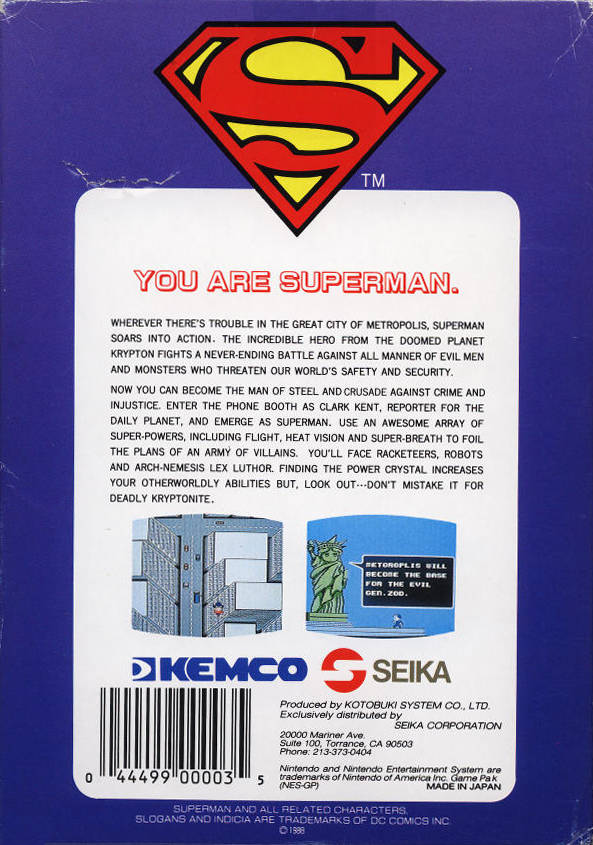 TM
YOU ARE SUPERMAN.
WHEREVER THERE'S TROUBLE IN THE GREAT CITY OF METROPOLIS, SUPERMAN
SOARS INTO ACTION. THE INCREDIBLE HERO FROM THE DOOMED PLANET
KRYPTON FIGHTS A NEVER-ENDING BATTLE AGAINST ALL MANNER OF EVIL MEN
AND MONSTERS WHO THREATEN OUR WORLD'S SAFETY AND SECURITY.
NOW YOU CAN BECOME THE MAN OF STEEL AND CRUSADE AGAINST CRIME AND
INJUSTICE. ENTER THE PHONE BOOTH AS CLARK KENT, REPORTER FOR THE
DAILY PLANET, AND EMERGE AS SUPERMAN. USE AN AWESOME ARRAY OF
SUPER-POWERS, INCLUDING FLIGHT, HEAT VISION AND SUPER-BREATH TO FOIL
THE PLANS OF AN ARMY OF VILLAINS. YOU'LL FACE RACKETEERS, ROBOTS
AND ARCH-NEMESIS LEX LUTHOR. FINDING THE POWER CRYSTAL INCREASES
YOUR OTHERWORLDLY ABILITIES BUT, LOOK OUT···DON'T MISTAKE IT FOR
DEADLY KRYPTONITE.
METOROPLIS WILL
BECOME THE BASE
FOR THE EVIL
GEN.ZOD.
KEMCO SEIKA
Produced by KOTOBUKI SYSTEM CO., LTD.
Exclusively distributed by
SEIKA CORPORATION
20000 Mariner Ave.
Suite 100, Torrance, CA 90503
Phone: 213-373-0404
Nintendo and Nintendo Entertainment System are
trademarks of Nintendo of America Inc. Game Pak
(NES-GP) MADE IN JAPAN
0 44499 00003 5
SUPERMAN AND ALL RELATED CHARACTERS,
SLOGANS AND INDICIA ARE TRADEMARKS OF DC COMICS INC.
© 1988